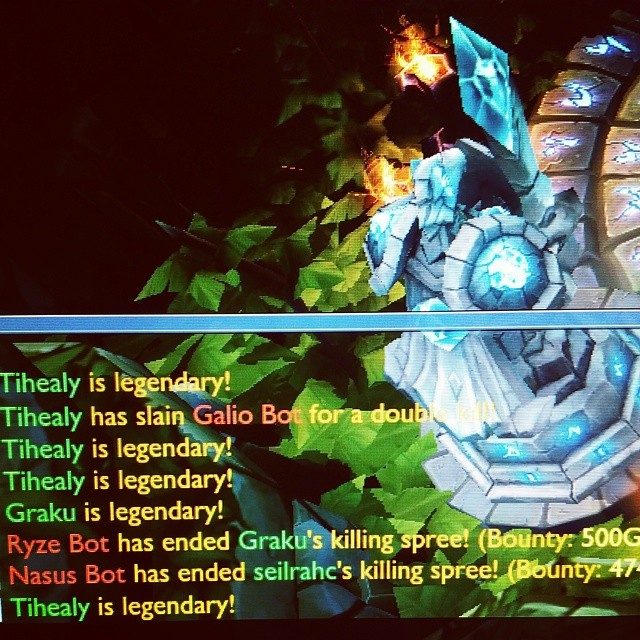 Tihealy is legendary!
Tihealy has slain Galio Bot for a double kill!
Tihealy is legendary!
Tihealy is legendary!
Graku is legendary!
Ryze Bot has ended Graku's killing spree! (Bounty: 500G
Nasus Bot has ended seilrahc's killing spree! (Bounty: 474
Tihealy is legendary!